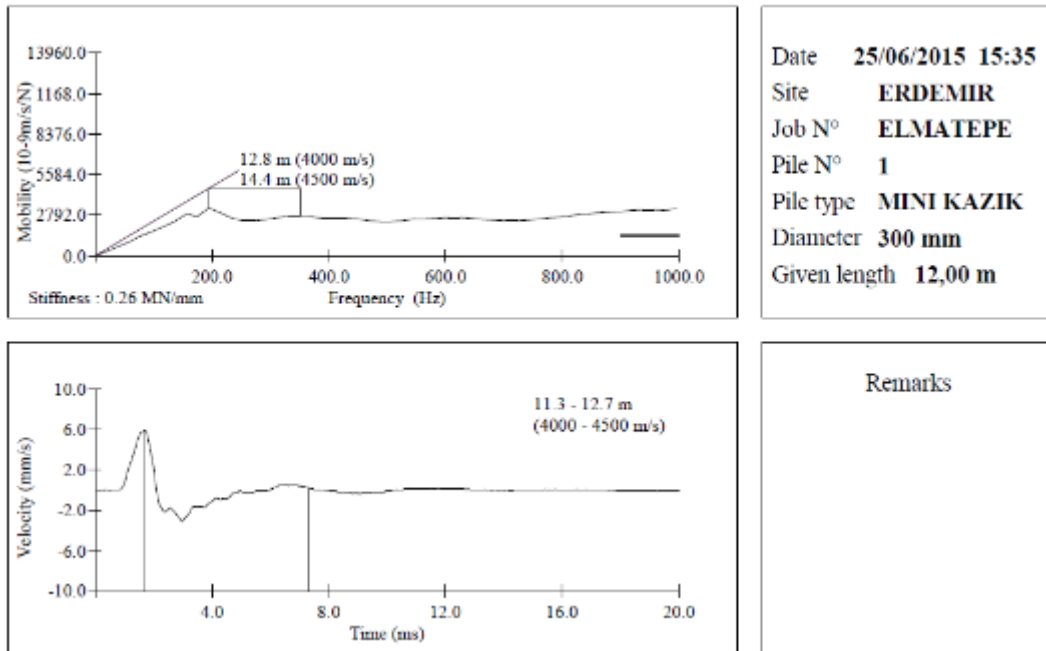 13960.0
1168.0
8376.0
5584.0
2792.0
0.0
Mobility (10-9m/s/N)
12.8 m (4000 m/s)
14.4 m (4500 m/s)
200.0 400.0 600.0 800.0 1000.0
Stiffness : 0.26 MN/mm Frequency (Hz)
Date 25/06/2015 15:35
Site ERDEMIR
Job N° ELMATEPE
Pile N° 1
Pile type MINI KAZIK
Diameter 300 mm
Given length 12,00 m
10.0
6.0
2.0
-2.0
-6.0
-10.0
Velocity (mm/s)
11.3 - 12.7 m
(4000 - 4500 m/s)
4.0 8.0 12.0 16.0 20.0
Time (ms)
Remarks